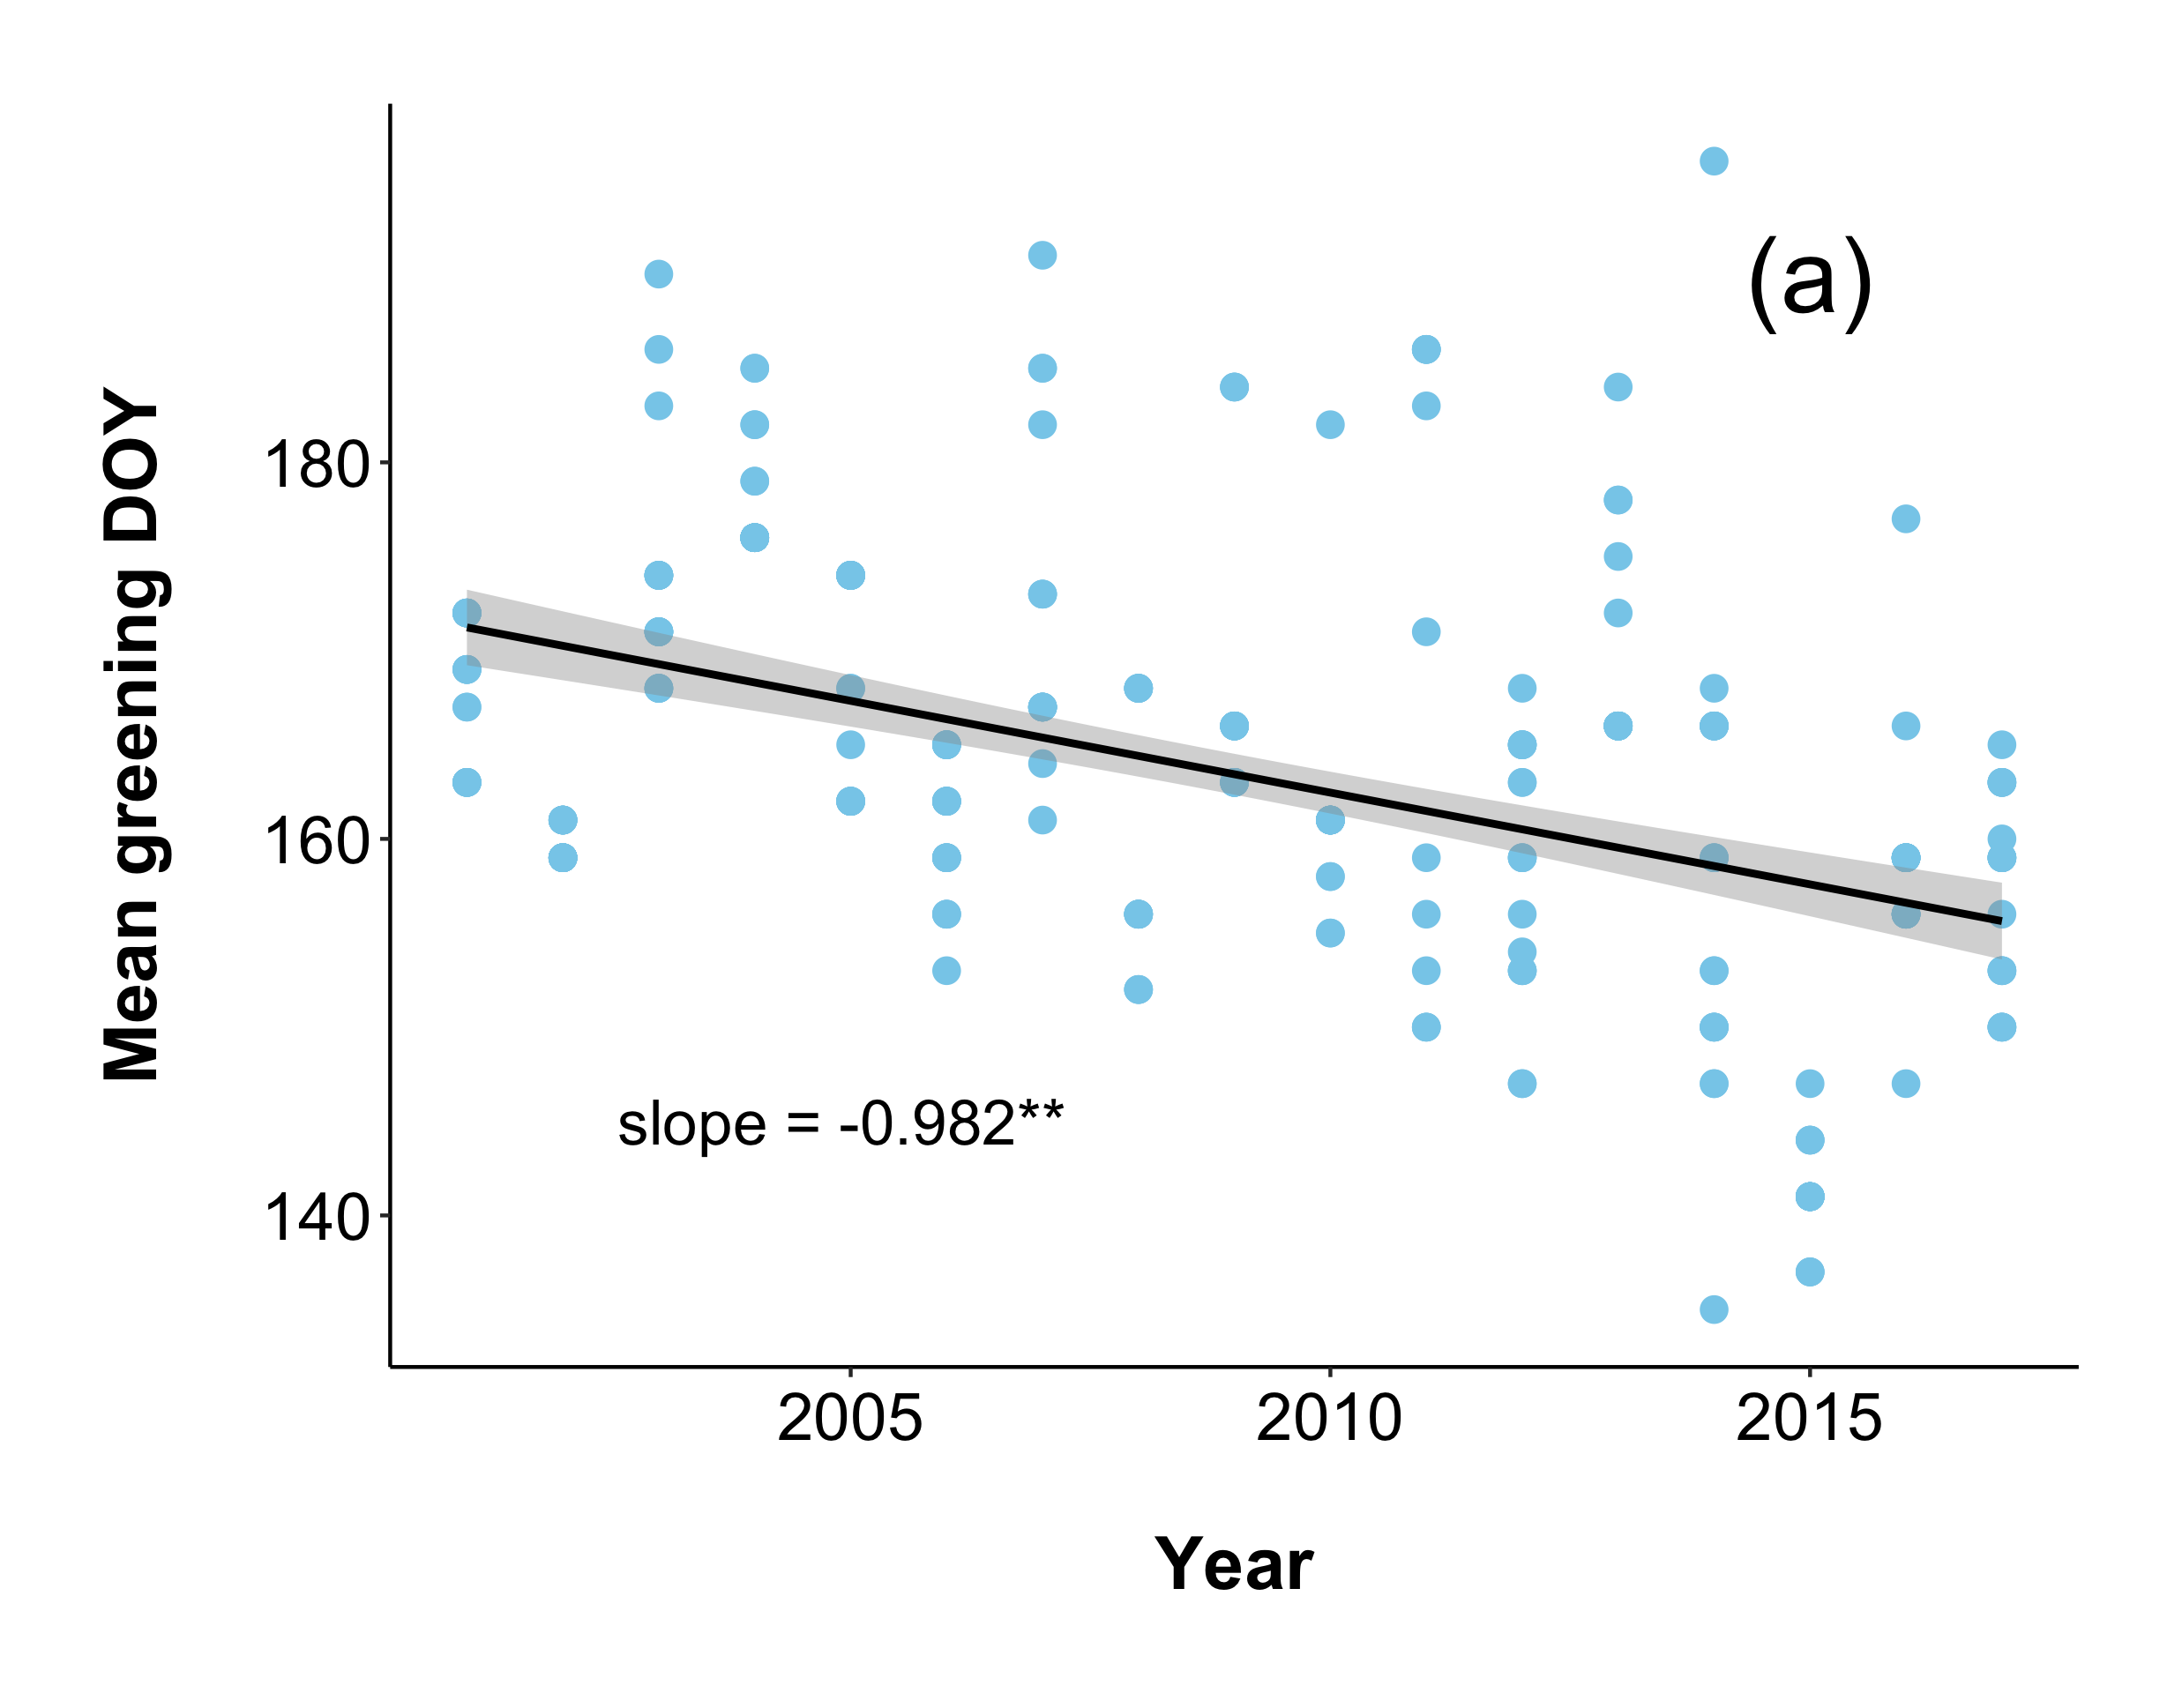 (a)
Mean greening DOY
180
160
140
slope = -0.982**
2005
2010
2015
Year